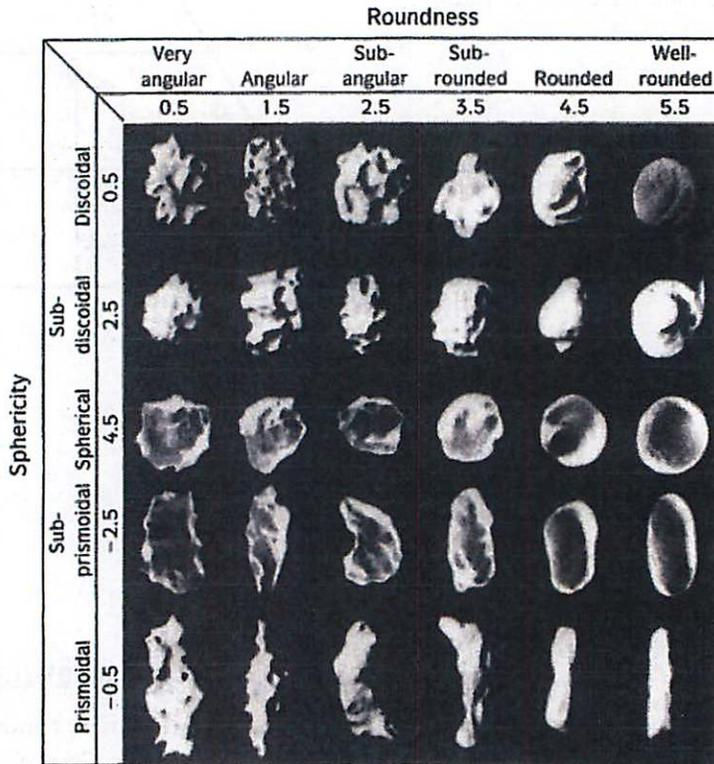 Roundness
Very angular
Angular
Sub-angular
Sub-rounded
Rounded
Well-rounded
0.5
1.5
2.5
3.5
4.5
5.5
Sphericity
Discoidal
0.5
Sub-discoidal
2.5
Spherical
4.5
Sub-prismoidal
-2.5
Prismoidal
-0.5